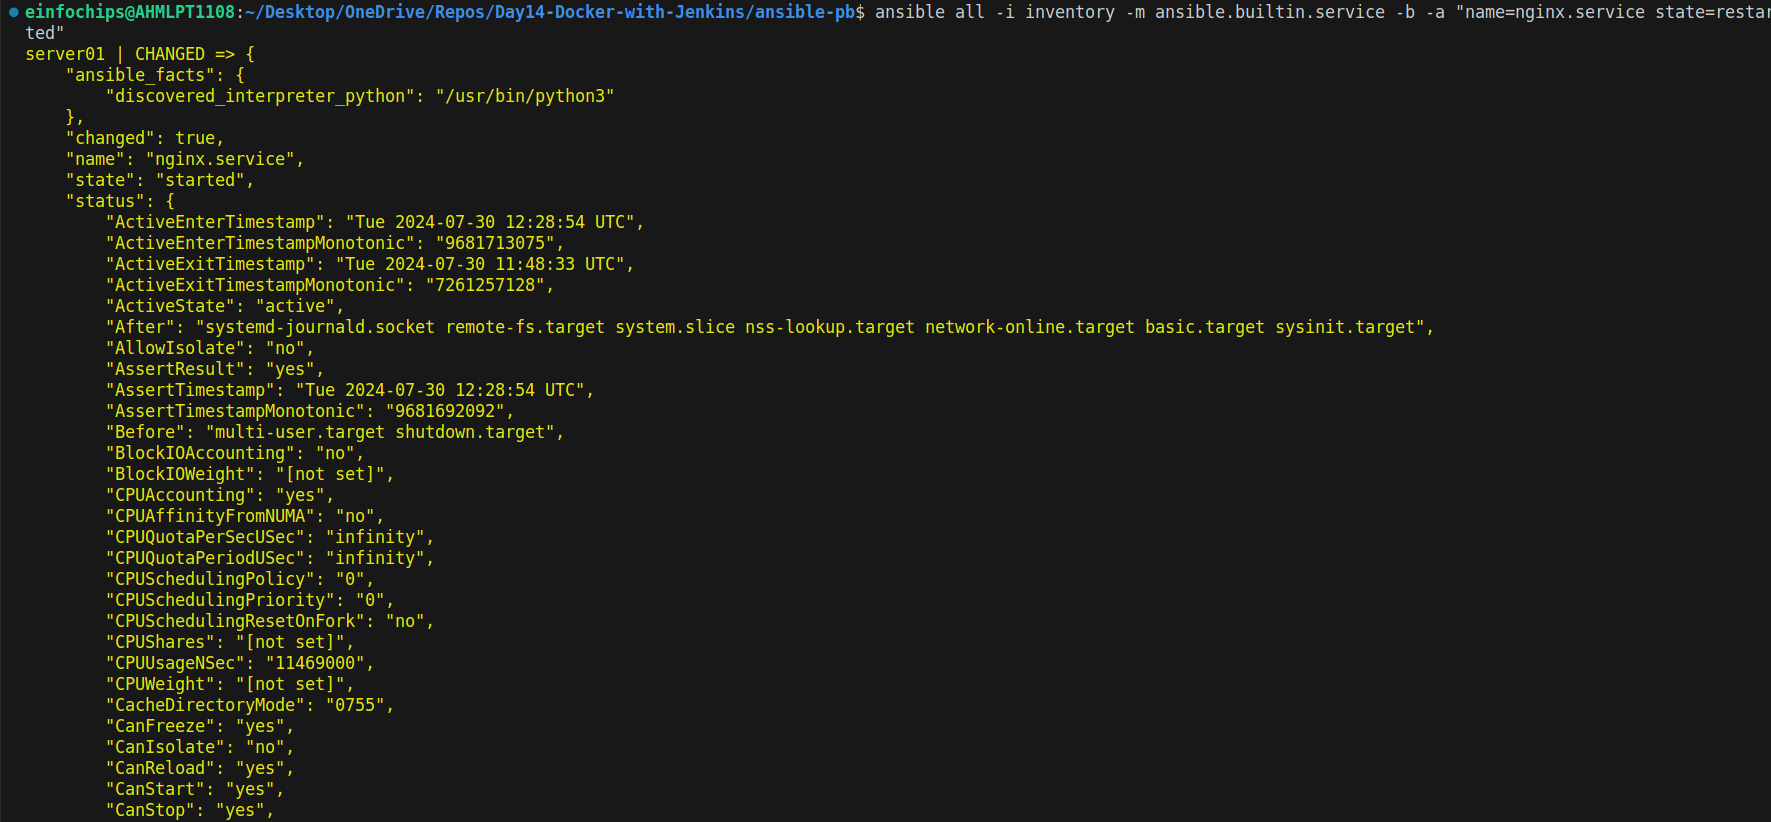 einfochips@AHMLPT1108:~/Desktop/OneDrive/Repos/Day14-Docker-with-Jenkins/ansible-pb$ ansible all -i inventory -m ansible.builtin.service -b -a "name=nginx.service state=restar
ted"
server01 | CHANGED => {
    "ansible_facts": {
        "discovered_interpreter_python": "/usr/bin/python3"
    },
    "changed": true,
    "name": "nginx.service",
    "state": "started",
    "status": {
        "ActiveEnterTimestamp": "Tue 2024-07-30 12:28:54 UTC",
        "ActiveEnterTimestampMonotonic": "9681713075",
        "ActiveExitTimestamp": "Tue 2024-07-30 11:48:33 UTC",
        "ActiveExitTimestampMonotonic": "7261257128",
        "ActiveState": "active",
        "After": "systemd-journald.socket remote-fs.target system.slice nss-lookup.target network-online.target basic.target sysinit.target",
        "AllowIsolate": "no",
        "AssertResult": "yes",
        "AssertTimestamp": "Tue 2024-07-30 12:28:54 UTC",
        "AssertTimestampMonotonic": "9681692092",
        "Before": "multi-user.target shutdown.target",
        "BlockIOAccounting": "no",
        "BlockIOWeight": "[not set]",
        "CPUAccounting": "yes",
        "CPUAffinityFromNUMA": "no",
        "CPUQuotaPerSecUSec": "infinity",
        "CPUQuotaPeriodUSec": "infinity",
        "CPUSchedulingPolicy": "0",
        "CPUSchedulingPriority": "0",
        "CPUSchedulingResetOnFork": "no",
        "CPUShares": "[not set]",
        "CPUUsageNSec": "11469000",
        "CPUWeight": "[not set]",
        "CacheDirectoryMode": "0755",
        "CanFreeze": "yes",
        "CanIsolate": "no",
        "CanReload": "yes",
        "CanStart": "yes",
        "CanStop": "yes",